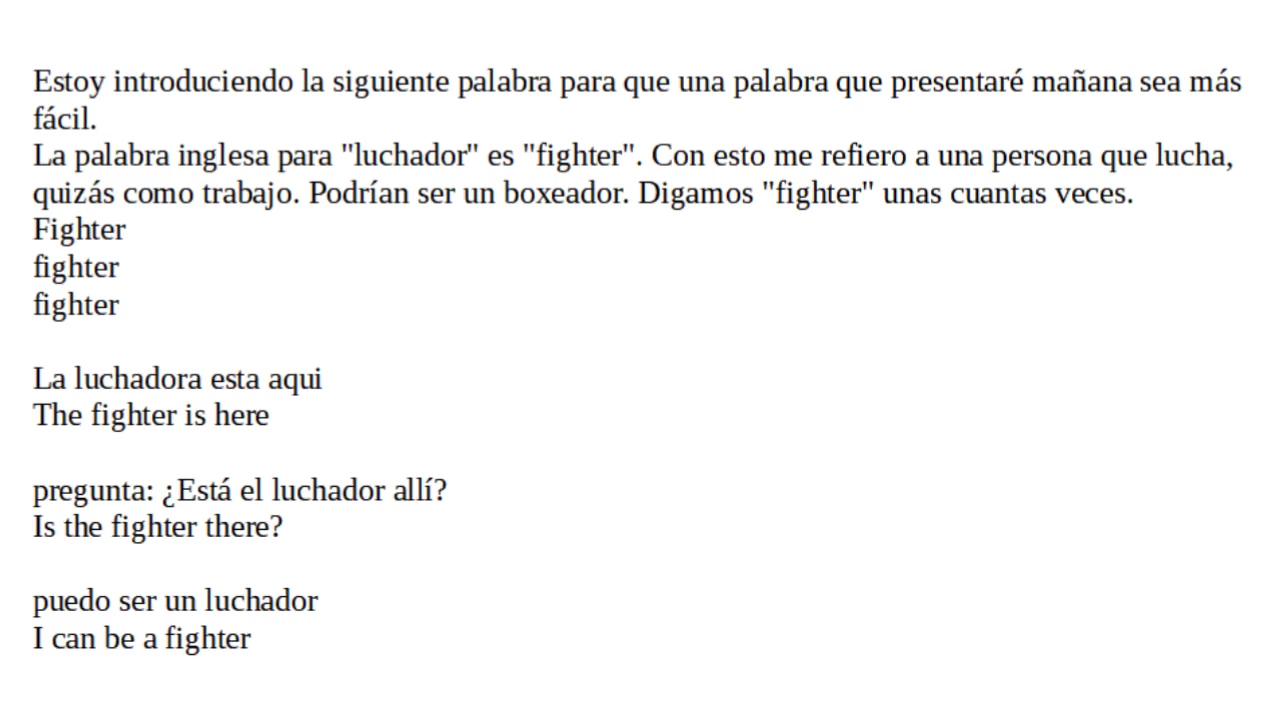 Estoy introduciendo la siguiente palabra para que una palabra que presentaré mañana sea más
fácil.
La palabra inglesa para "luchador" es "fighter". Con esto me refiero a una persona que lucha,
quizás como trabajo. Podrían ser un boxeador. Digamos "fighter" unas cuantas veces.
Fighter
fighter
fighter
La luchadora esta aqui
The fighter is here
pregunta: ¿Está el luchador allí?
Is the fighter there?
puedo ser un luchador
I can be a fighter